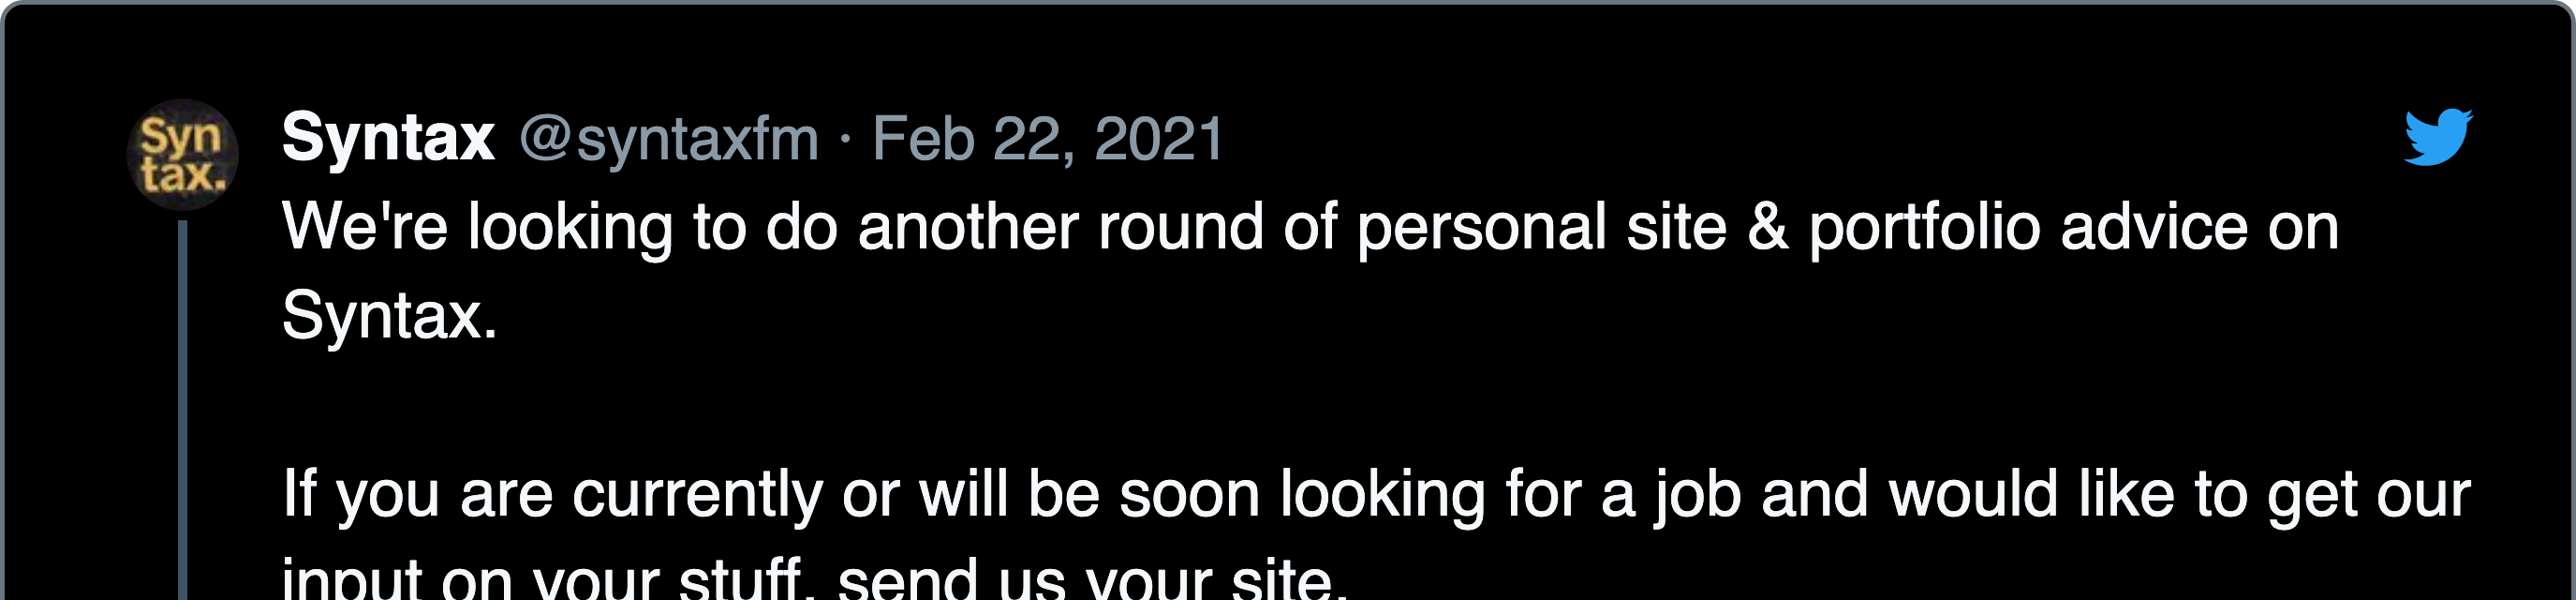 Syn
tax.
Syntax @syntaxfm · Feb 22, 2021
We're looking to do another round of personal site & portfolio advice on
Syntax.
If you are currently or will be soon looking for a job and would like to get our
input on your stuff, send us your site.